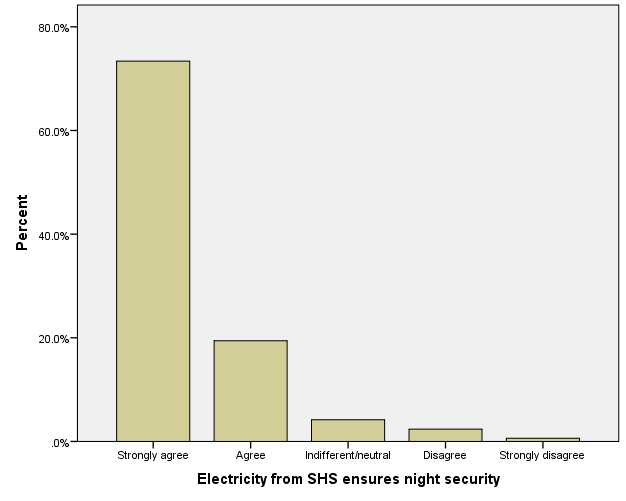 80.0%
60.0%
40.0%
20.0%
.0%
Percent
Strongly agree
Agree
Indifferent/neutral
Disagree
Strongly disagree
Electricity from SHS ensures night security